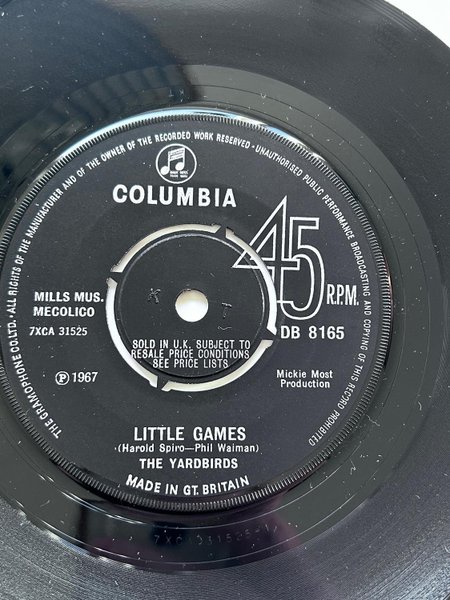 THE GRAMOPHONE CO.LTD.·ALL RIGHTS OF THE MANUFACTURER AND OF THE OWNER OF THE RECORDED WORK RESERVED·UNAUTHORISED PUBLIC PERFORMANCE BROADCASTING AND COPYING OF THIS RECORD PROHIBITED
COLUMBIA
45
R.P.M.
MILLS MUS.
MECOLICO
7XCA 31525
DB 8165
K T
SOLD IN U.K. SUBJECT TO
RESALE PRICE CONDITIONS
SEE PRICE LISTS
Ⓟ 1967
Mickie Most
Production
LITTLE GAMES
(Harold Spiro—Phil Waiman)
THE YARDBIRDS
MADE IN GT. BRITAIN